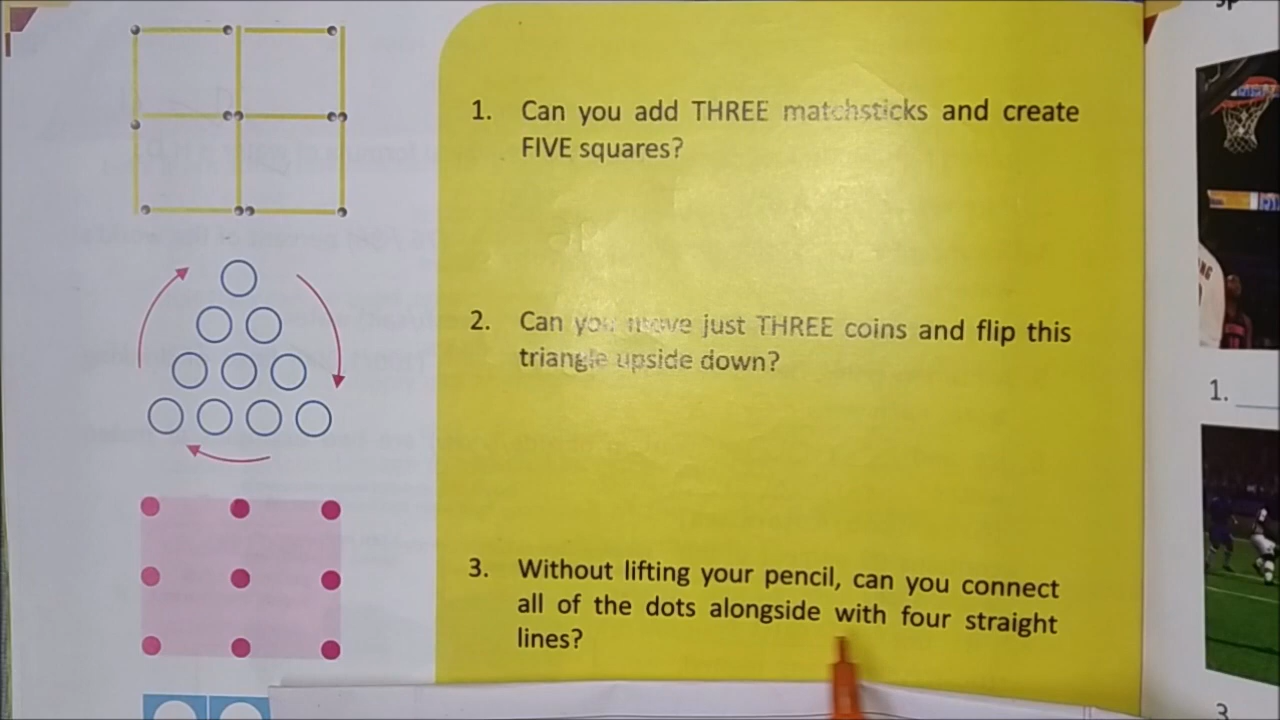 1. Can you add THREE matchsticks and create
FIVE squares?
2. Can you move just THREE coins and flip this
triangle upside down?
3. Without lifting your pencil, can you connect
all of the dots alongside with four straight
lines?
1.
3